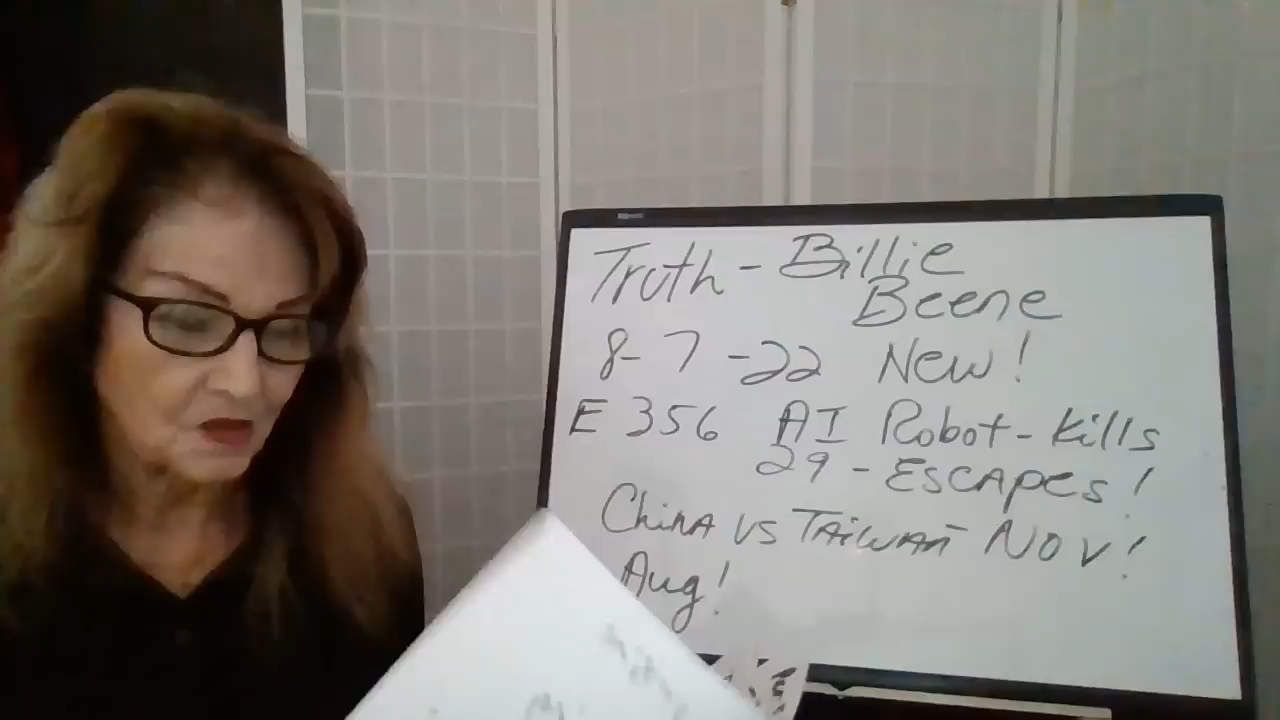 Truth - Billie
Beene
8-7-22 New!
E 356 AI Robot - Kills
29 - Escapes!
China vs Taiwan Nov!
Aug!